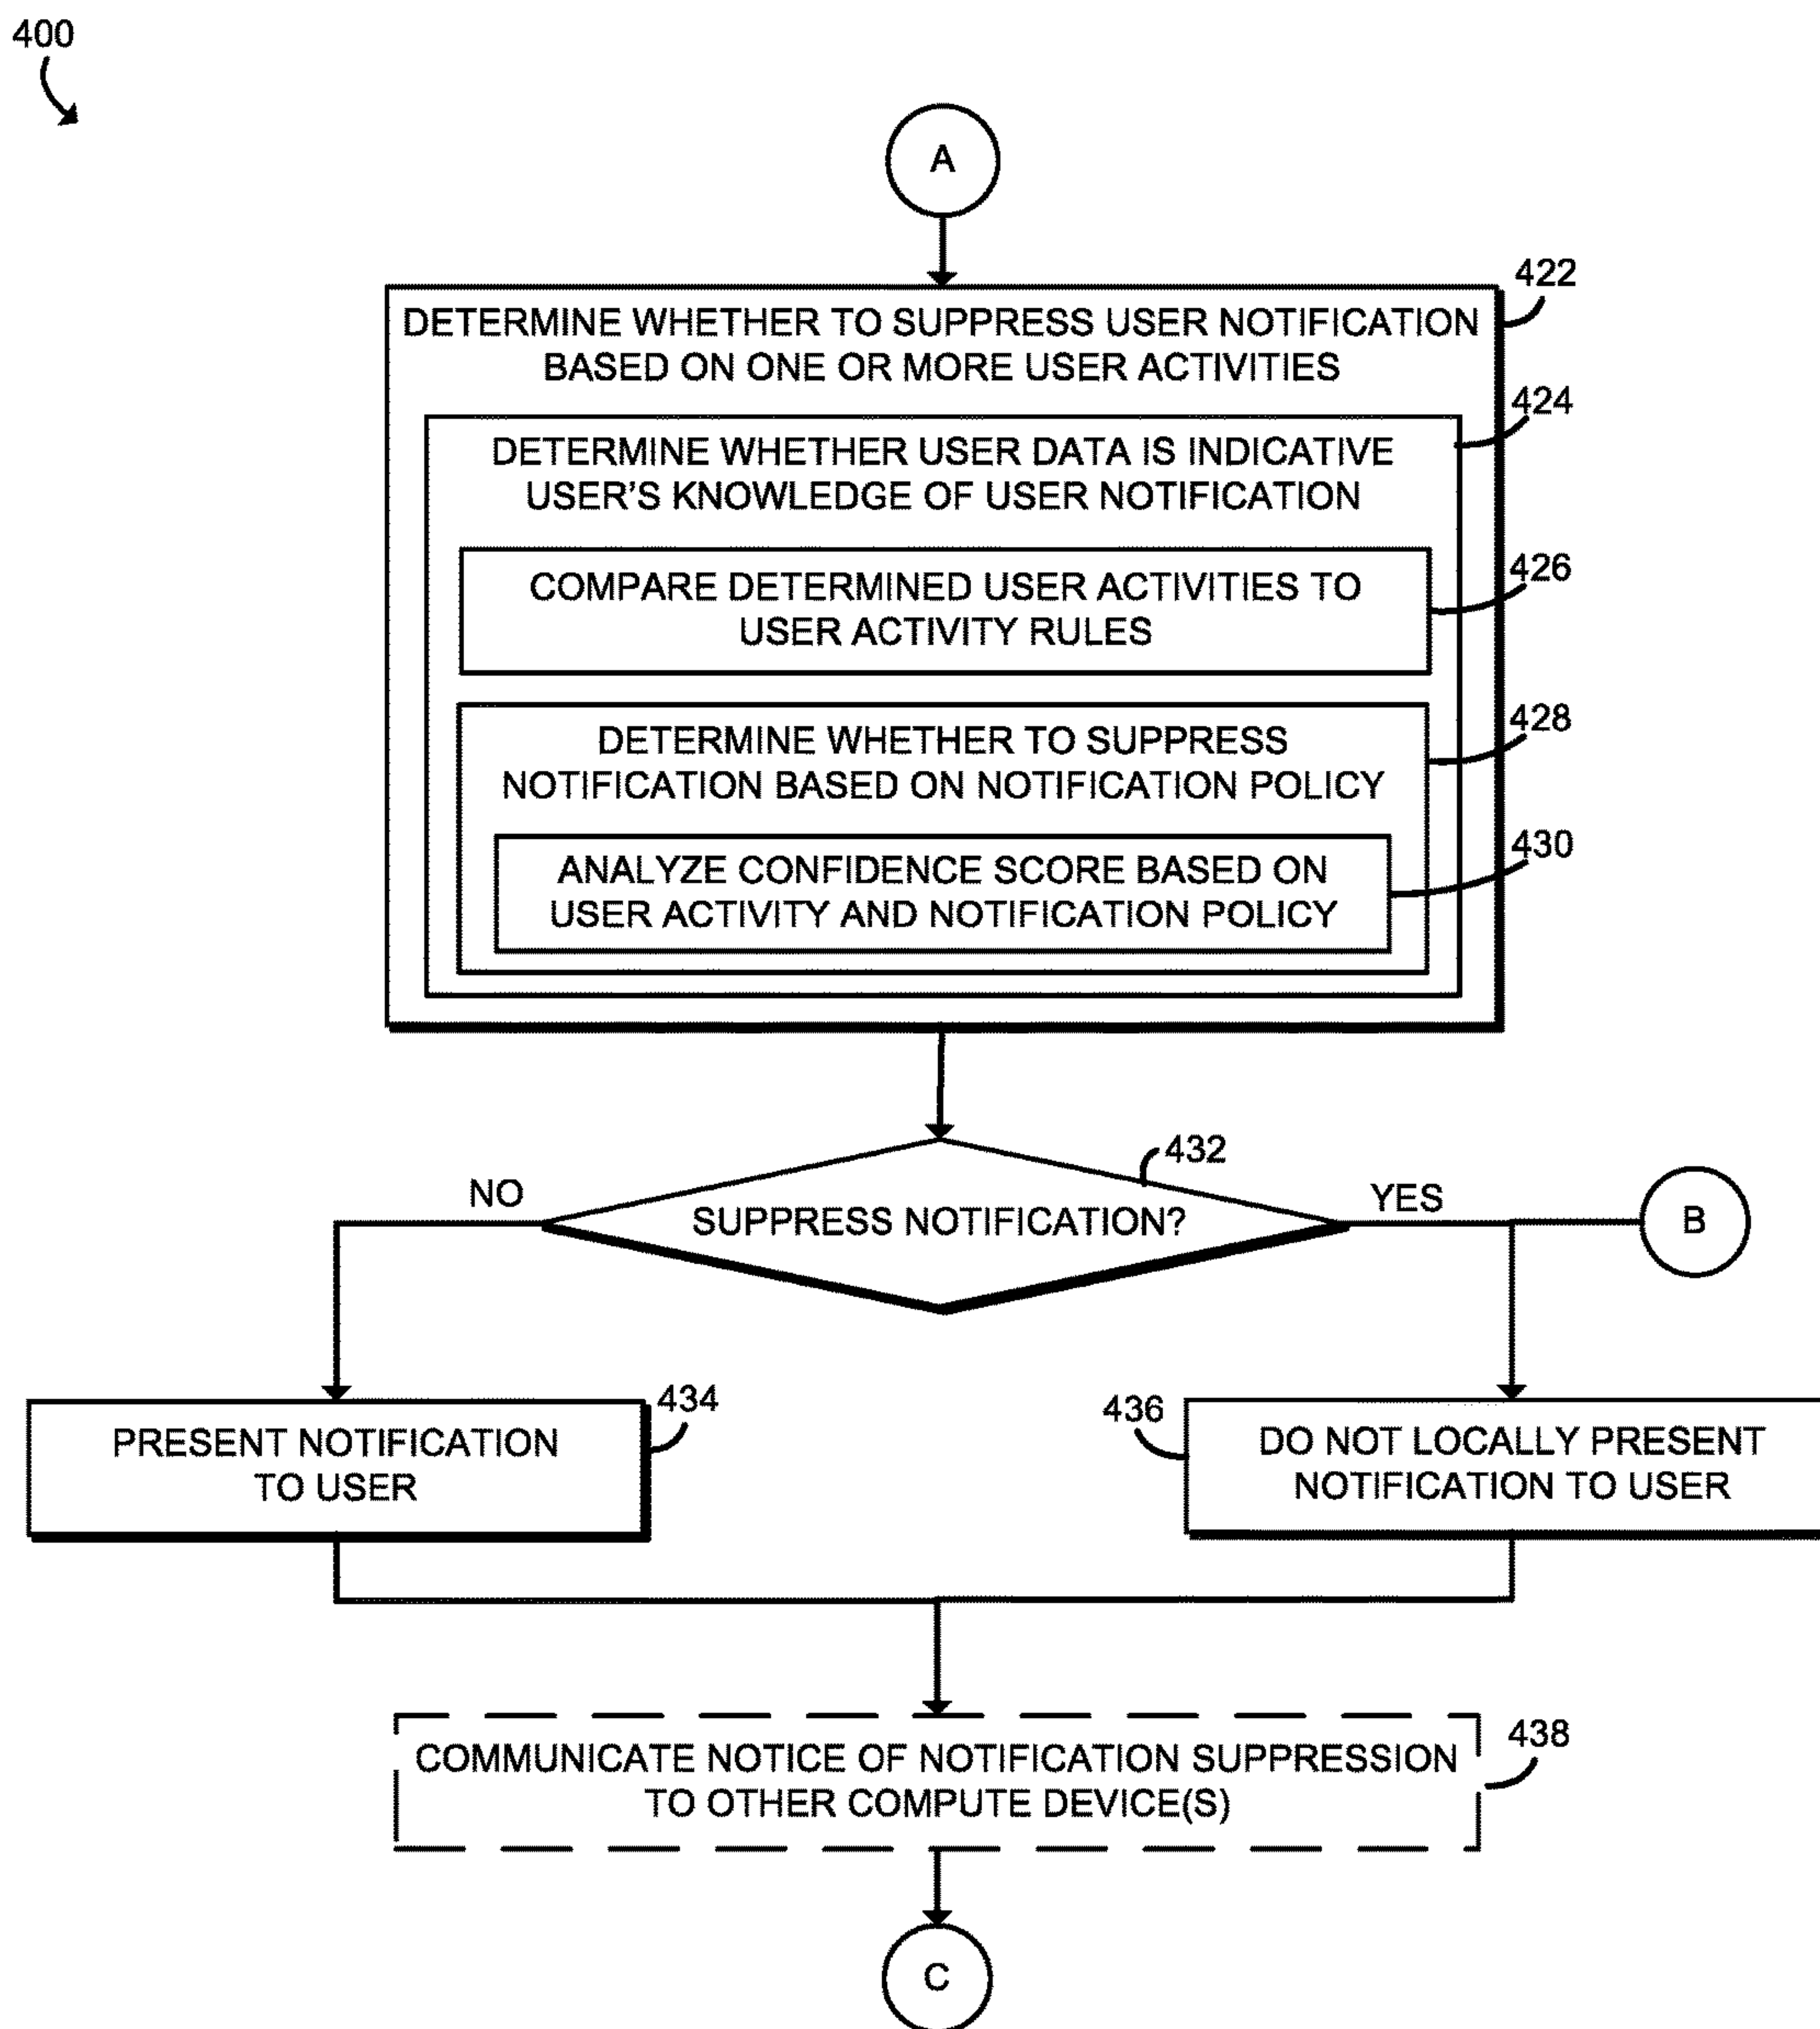 400
A
422
DETERMINE WHETHER TO SUPPRESS USER NOTIFICATION
BASED ON ONE OR MORE USER ACTIVITIES
424
DETERMINE WHETHER USER DATA IS INDICATIVE
USER'S KNOWLEDGE OF USER NOTIFICATION
426
COMPARE DETERMINED USER ACTIVITIES TO
USER ACTIVITY RULES
428
DETERMINE WHETHER TO SUPPRESS
NOTIFICATION BASED ON NOTIFICATION POLICY
430
ANALYZE CONFIDENCE SCORE BASED ON
USER ACTIVITY AND NOTIFICATION POLICY
432
NO
SUPPRESS NOTIFICATION?
YES
B
434
PRESENT NOTIFICATION
TO USER
436
DO NOT LOCALLY PRESENT
NOTIFICATION TO USER
438
COMMUNICATE NOTICE OF NOTIFICATION SUPPRESSION
TO OTHER COMPUTE DEVICE(S)
C